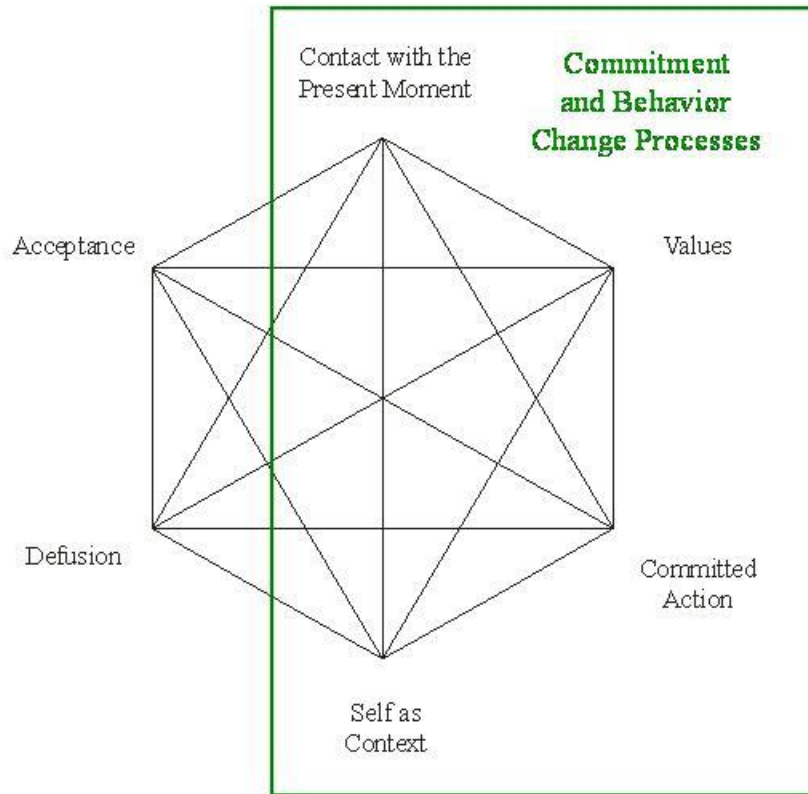 Contact with the
Present Moment
Commitment
and Behavior
Change Processes
Acceptance
Values
Defusion
Committed
Action
Self as
Context